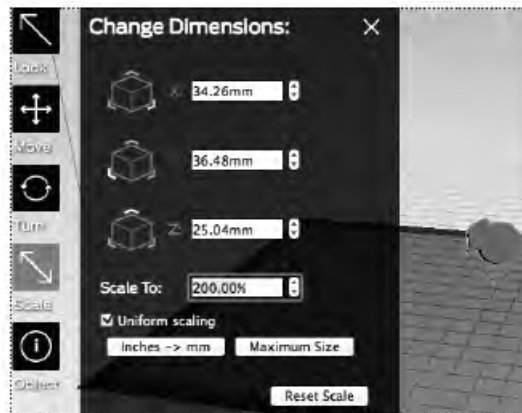 Change Dimensions:
Look
X: 34.26mm
Move
36.48mm
Turn
Z: 25.04mm
Scale To: 200.00%
Scale
Uniform scaling
Inches -> mm Maximum Size
Object
Reset Scale